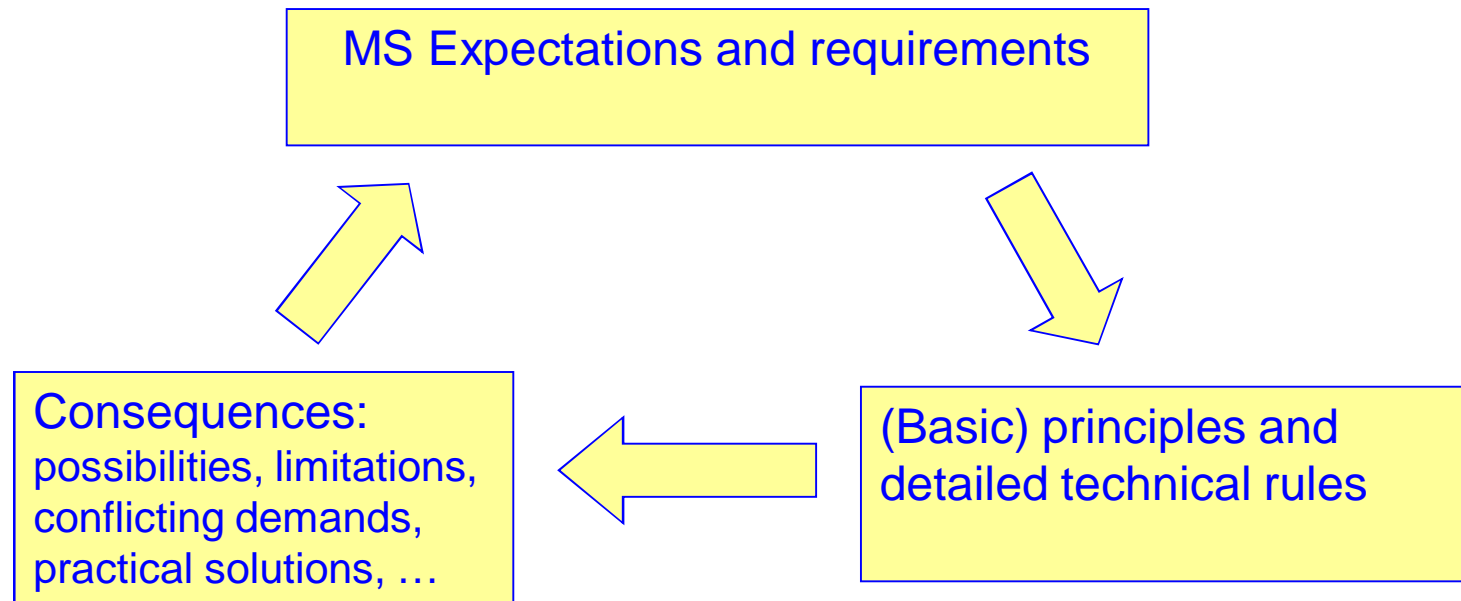 MS Expectations and requirements
Consequences:
possibilities, limitations,
conflicting demands,
practical solutions, …
(Basic) principles and
detailed technical rules